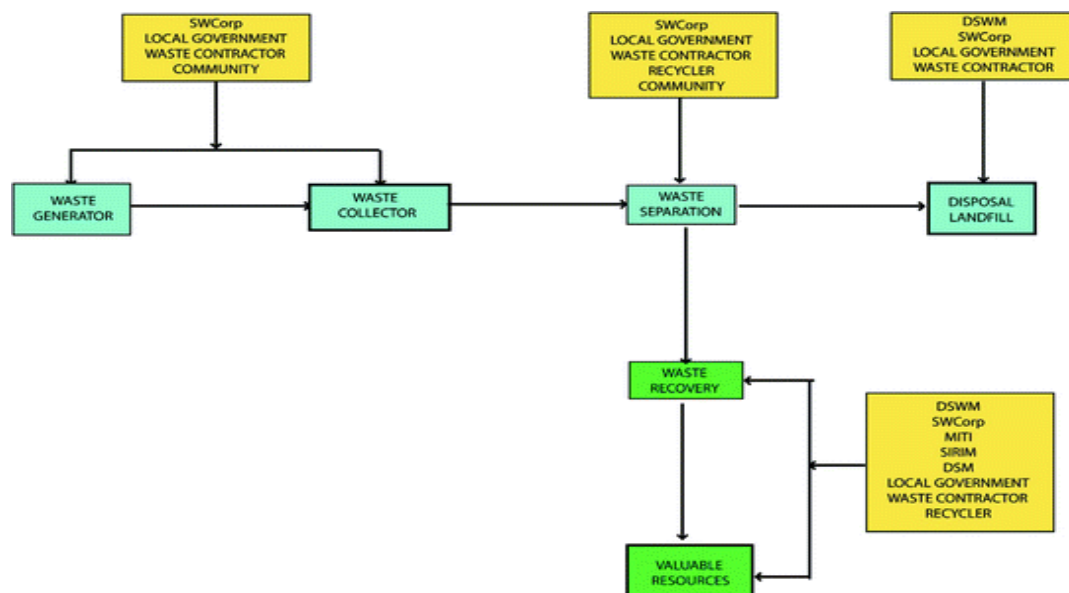 SWCorp
LOCAL GOVERNMENT
WASTE CONTRACTOR
COMMUNITY
SWCorp
LOCAL GOVERNMENT
WASTE CONTRACTOR
RECYCLER
COMMUNITY
DSWM
SWCorp
LOCAL GOVERNMENT
WASTE CONTRACTOR
WASTE
GENERATOR
WASTE
COLLECTOR
WASTE
SEPARATION
DISPOSAL
LANDFILL
WASTE
RECOVERY
DSWM
SWCorp
MITI
SIRIM
DSM
LOCAL GOVERNMENT
WASTE CONTRACTOR
RECYCLER
VALUABLE
RESOURCES